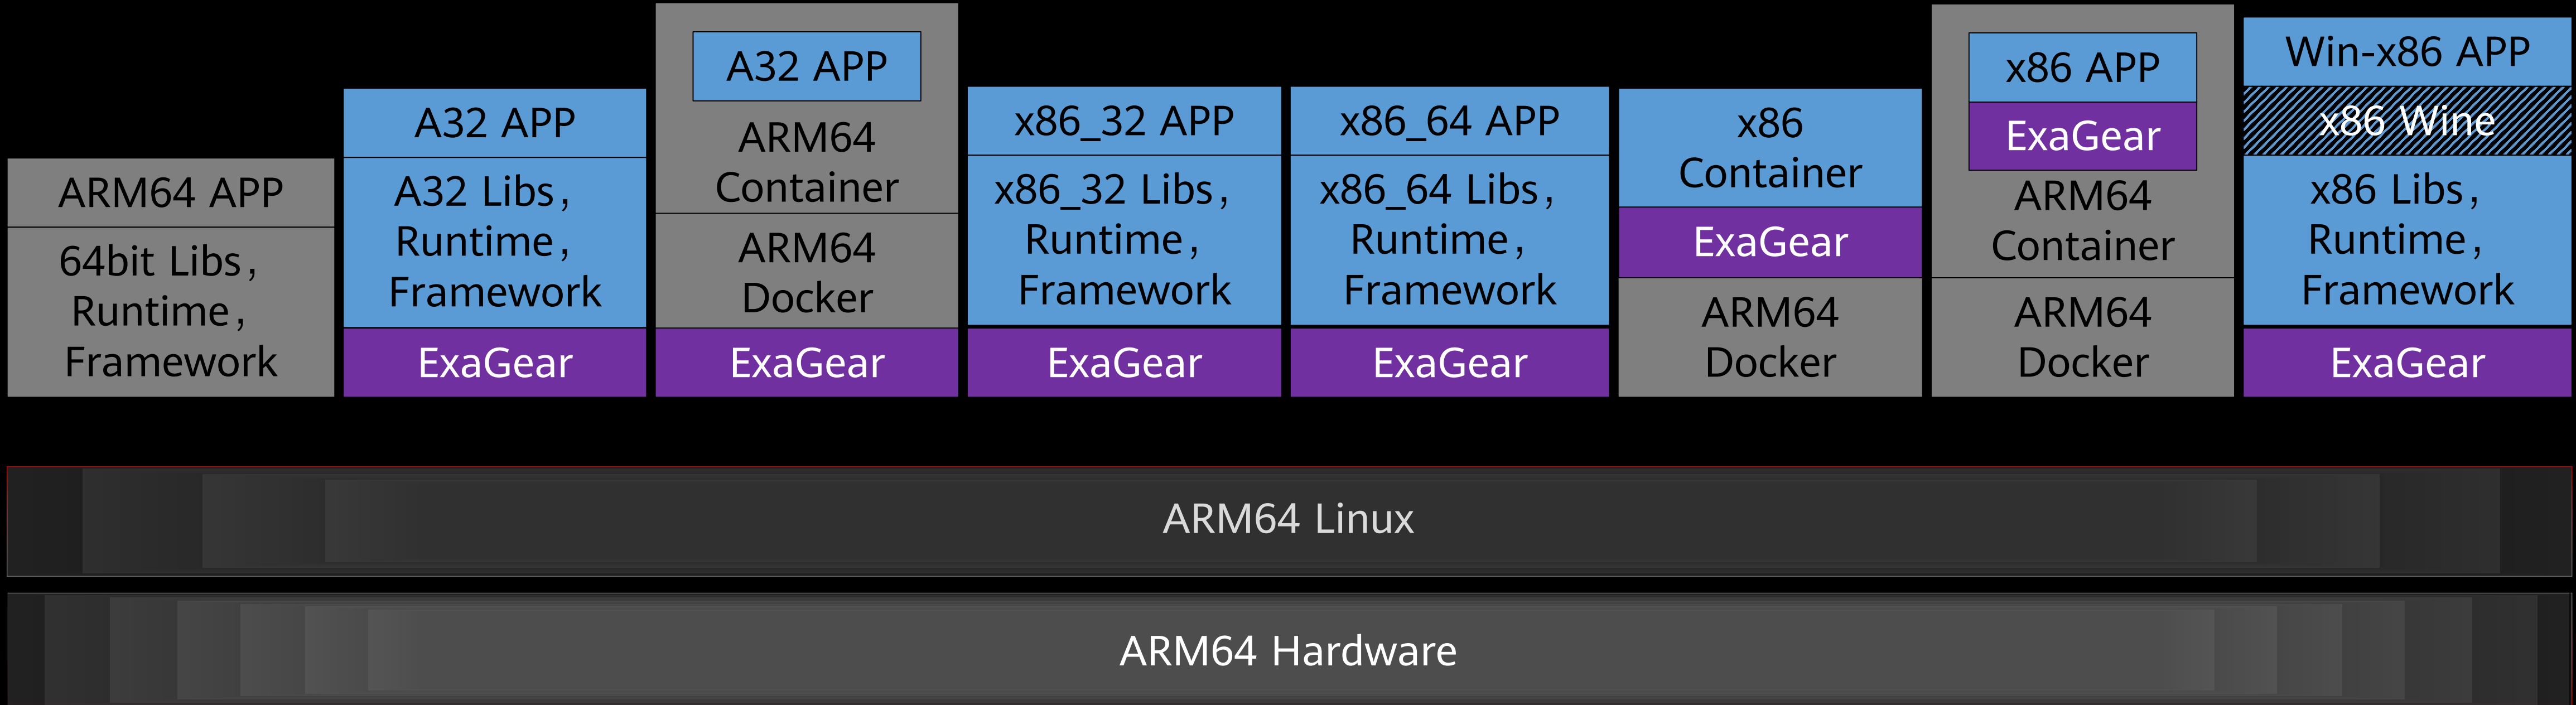 ARM64 APP
64bit Libs,
Runtime,
Framework
A32 APP
A32 Libs,
Runtime,
Framework
ExaGear
A32 APP
ARM64
Container
ARM64
Docker
ExaGear
x86_32 APP
x86_32 Libs,
Runtime,
Framework
ExaGear
x86_64 APP
x86_64 Libs,
Runtime,
Framework
ExaGear
x86
Container
ExaGear
ARM64
Docker
x86 APP
ExaGear
ARM64
Container
ARM64
Docker
Win-x86 APP
x86 Wine
x86 Libs,
Runtime,
Framework
ExaGear
ARM64 Linux
ARM64 Hardware